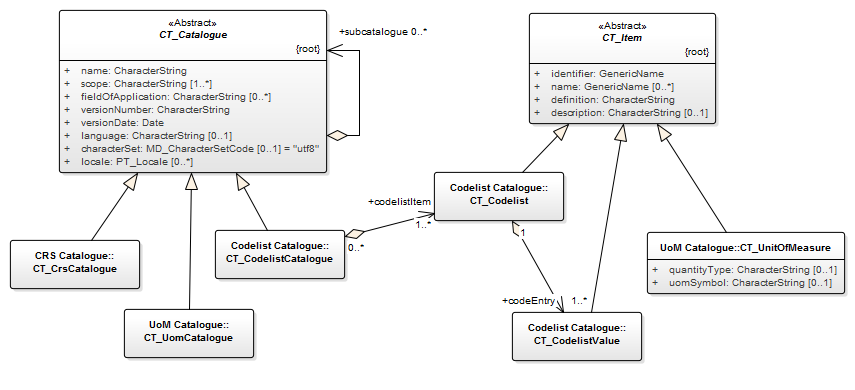 «Abstract»
CT_Catalogue
{root}
+ name: CharacterString
+ scope: CharacterString [1..*]
+ fieldOfApplication: CharacterString [0..*]
+ versionNumber: CharacterString
+ versionDate: Date
+ language: CharacterString [0..1]
+ characterSet: MD_CharacterSetCode [0..1] = "utf8"
+ locale: PT_Locale [0..*]
+subcatalogue 0..*
«Abstract»
CT_Item
{root}
+ identifier: GenericName
+ name: GenericName [0..*]
+ definition: CharacterString
+ description: CharacterString [0..1]
Codelist Catalogue::
CT_Codelist
+codelistItem
1..*
0..*
1
CRS Catalogue::
CT_CrsCatalogue
Codelist Catalogue::
CT_CodelistCatalogue
UoM Catalogue::CT_UnitOfMeasure
+ quantityType: CharacterString [0..1]
+ uomSymbol: CharacterString [0..1]
+codeEntry
1..*
UoM Catalogue::
CT_UomCatalogue
Codelist Catalogue::
CT_CodelistValue